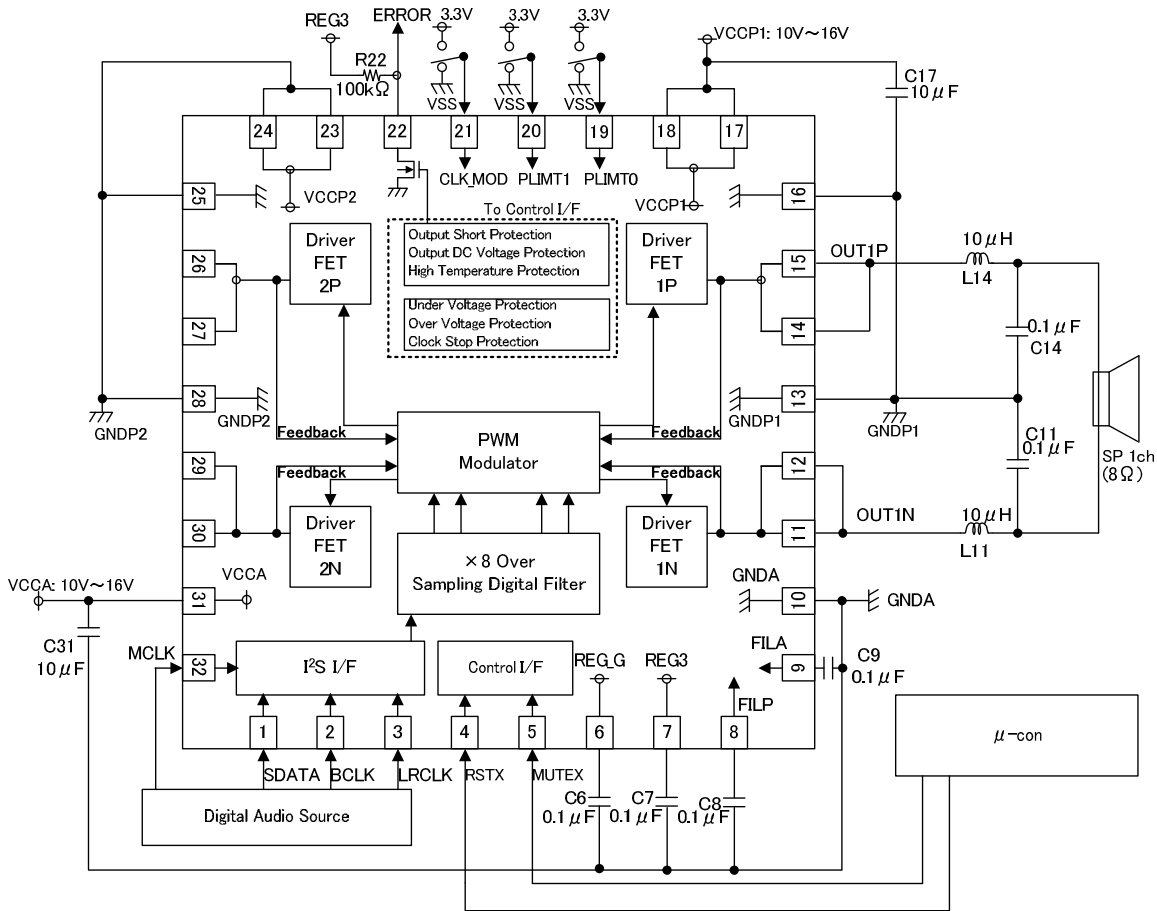 REG3
ERROR
3.3V
3.3V
3.3V
VCCP1: 10V～16V
R22
100kΩ
VSS
VSS
VSS
C17
10μF
24
23
22
21
20
19
18
17
CLK_MOD
PLIMT1
PLIMT0
VCCP2
VCCP1
25
16
To Control I/F
Driver
FET
2P
Output Short Protection
Output DC Voltage Protection
High Temperature Protection
Under Voltage Protection
Over Voltage Protection
Clock Stop Protection
Driver
FET
1P
26
27
15
14
OUT1P
10μH
L14
0.1μF
C14
28
GNDP2
GNDP2
13
GNDP1
GNDP1
Feedback
Feedback
PWM
Modulator
C11
0.1μF
SP 1ch
(8Ω)
29
30
Feedback
Feedback
12
11
Driver
FET
2N
Driver
FET
1N
OUT1N
10μH
L11
×8 Over
Sampling Digital Filter
VCCA: 10V～16V
VCCA
31
GNDA
10
GNDA
C31
10μF
MCLK
32
I²S I/F
Control I/F
REG_G
REG3
FILA
9
C9
0.1μF
FILP
1
2
3
4
5
6
7
8
μ-con
SDATA
BCLK
LRCLK
RSTX
MUTEX
Digital Audio Source
C6
0.1μF
C7
0.1μF
C8
0.1μF